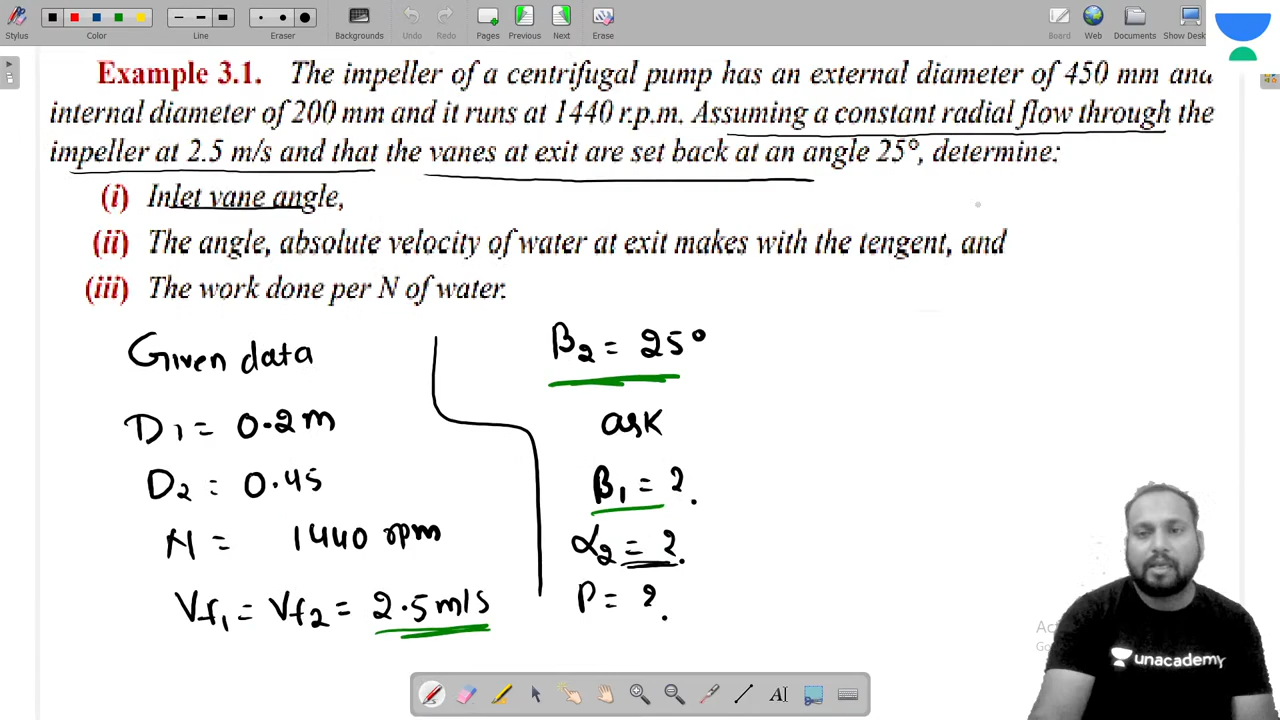 Stylus
Color
Line
Eraser
Backgrounds
Undo
Redo
Pages
Previous
Next
Erase
Board
Web
Documents
Show Desk
Example 3.1. The impeller of a centrifugal pump has an external diameter of 450 mm and
internal diameter of 200 mm and it runs at 1440 r.p.m. Assuming a constant radial flow through the
impeller at 2.5 m/s and that the vanes at exit are set back at an angle 25°, determine:
(i) Inlet vane angle,
(ii) The angle, absolute velocity of water at exit makes with the tengent, and
(iii) The work done per N of water.
Given data
D1 = 0.2m
D2 = 0.45
N = 1440 rpm
Vf1 = Vf2 = 2.5 m/s
β2 = 25°
ask
β1 = ?.
α2 = ?.
P = ?.
Act
Go
unacademy
AI